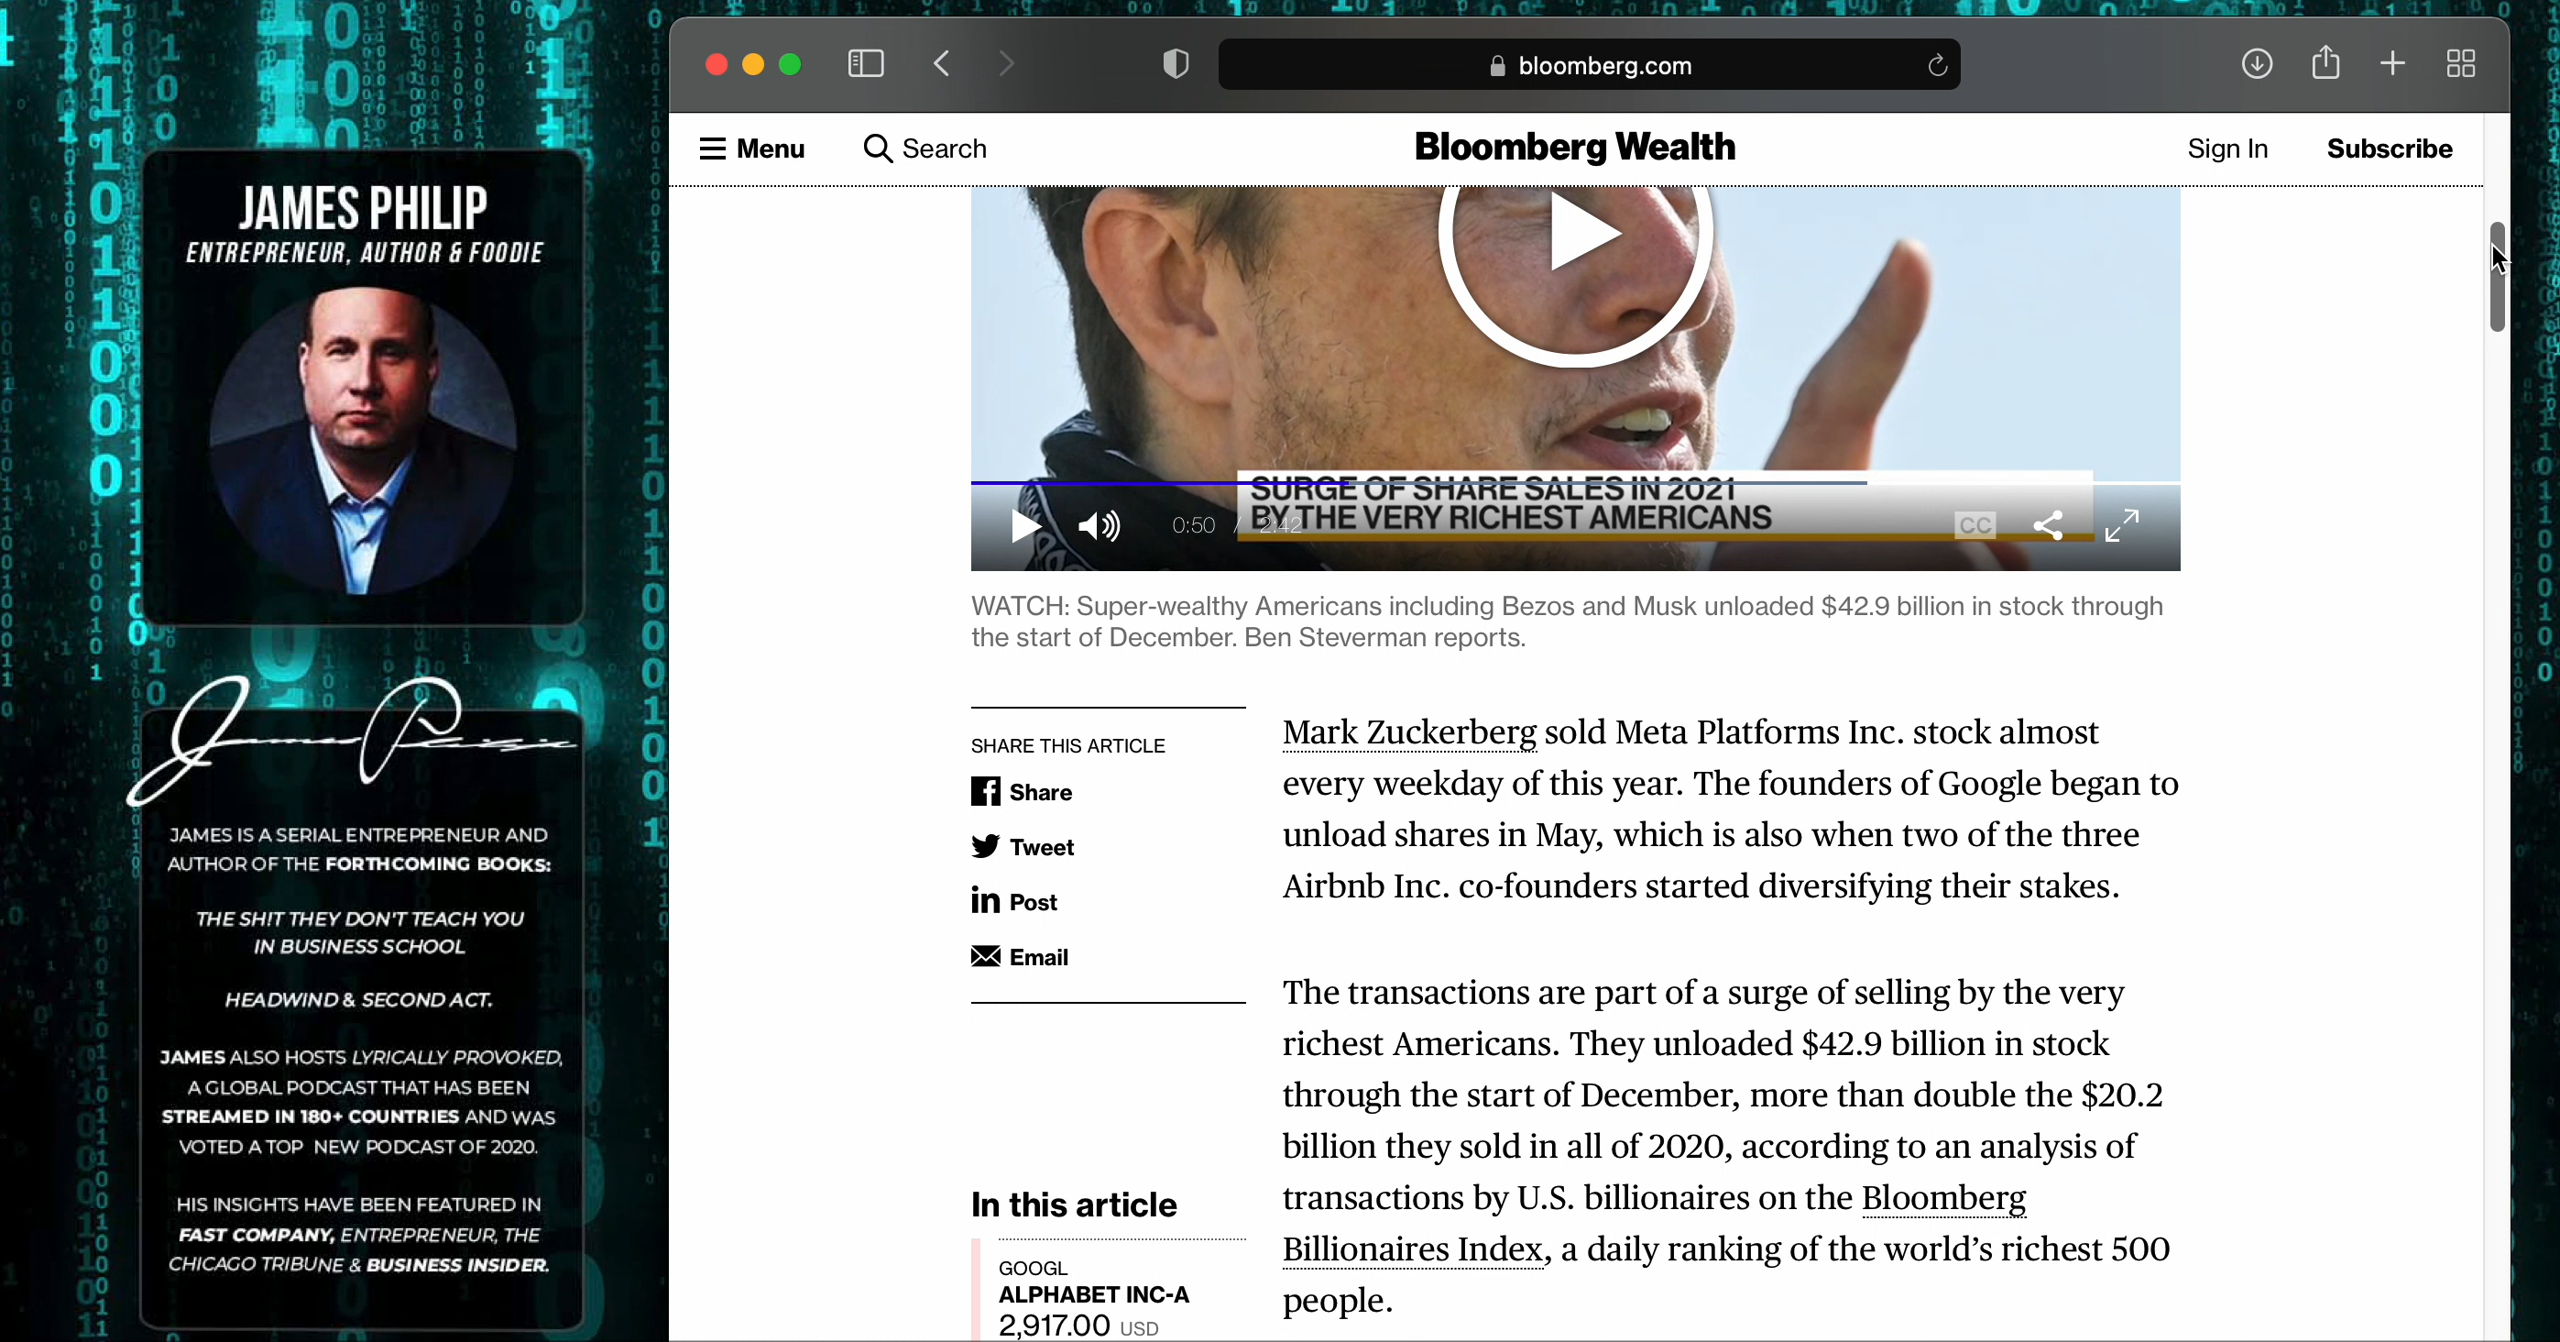 JAMES PHILIP
ENTREPRENEUR, AUTHOR & FOODIE
JAMES IS A SERIAL ENTREPRENEUR AND
AUTHOR OF THE FORTHCOMING BOOKS:
THE SH!T THEY DON'T TEACH YOU
IN BUSINESS SCHOOL
HEADWIND & SECOND ACT.
JAMES ALSO HOSTS LYRICALLY PROVOKED,
A GLOBAL PODCAST THAT HAS BEEN
STREAMED IN 180+ COUNTRIES AND WAS
VOTED A TOP NEW PODCAST OF 2020.
HIS INSIGHTS HAVE BEEN FEATURED IN
FAST COMPANY, ENTREPRENEUR, THE
CHICAGO TRIBUNE & BUSINESS INSIDER.
bloomberg.com
Menu
Search
Bloomberg Wealth
Sign In
Subscribe
SURGE OF SHARE SALES IN 2021
BY THE VERY RICHEST AMERICANS
0:50 / 2:42
CC
WATCH: Super-wealthy Americans including Bezos and Musk unloaded $42.9 billion in stock through
the start of December. Ben Steverman reports.
SHARE THIS ARTICLE
Share
Tweet
Post
Email
In this article
GOOGL
ALPHABET INC-A
2,917.00 USD
Mark Zuckerberg sold Meta Platforms Inc. stock almost
every weekday of this year. The founders of Google began to
unload shares in May, which is also when two of the three
Airbnb Inc. co-founders started diversifying their stakes.
The transactions are part of a surge of selling by the very
richest Americans. They unloaded $42.9 billion in stock
through the start of December, more than double the $20.2
billion they sold in all of 2020, according to an analysis of
transactions by U.S. billionaires on the Bloomberg
Billionaires Index, a daily ranking of the world’s richest 500
people.